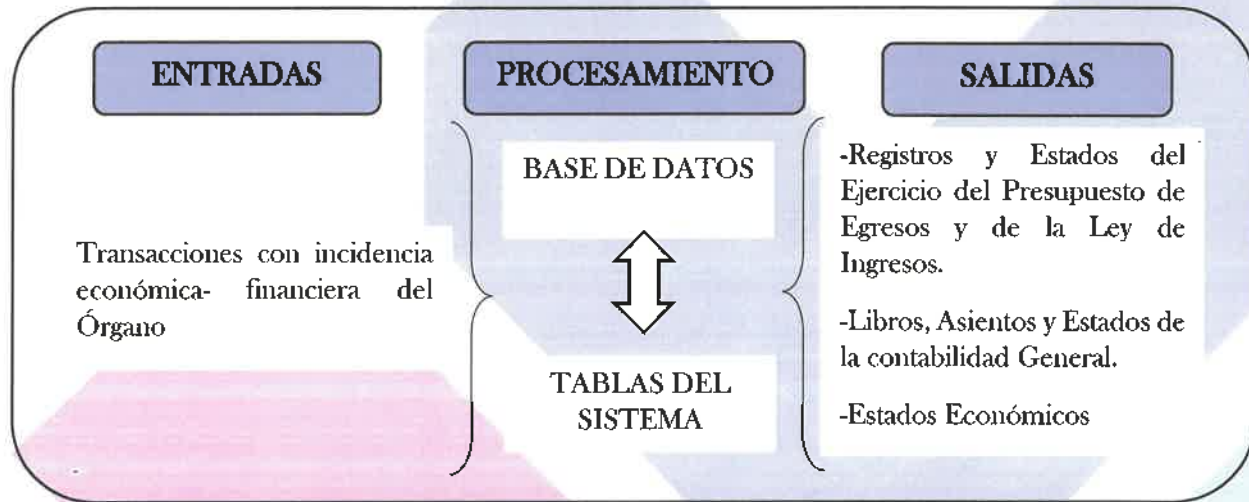 ENTRADAS
Transacciones con incidencia
económica- financiera del
Órgano
PROCESAMIENTO
BASE DE DATOS
TABLAS DEL
SISTEMA
SALIDAS
-Registros y Estados del
Ejercicio del Presupuesto de
Egresos y de la Ley de
Ingresos.
-Libros, Asientos y Estados de
la contabilidad General.
-Estados Económicos